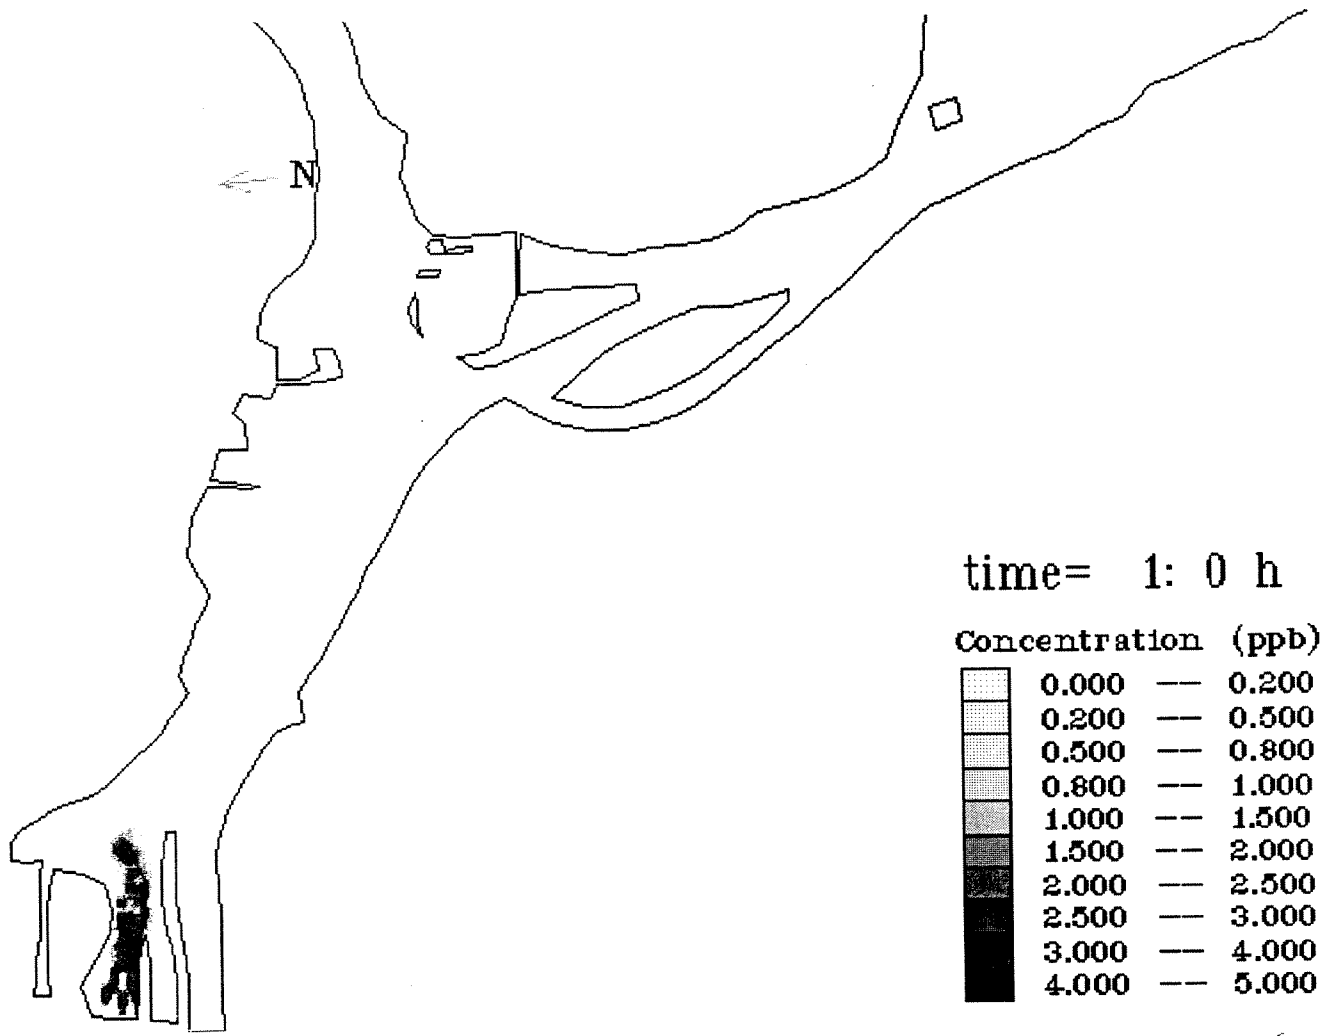 N
time= 1: 0 h
Concentration (ppb)
0.000 -- 0.200
0.200 -- 0.500
0.500 -- 0.800
0.800 -- 1.000
1.000 -- 1.500
1.500 -- 2.000
2.000 -- 2.500
2.500 -- 3.000
3.000 -- 4.000
4.000 -- 5.000